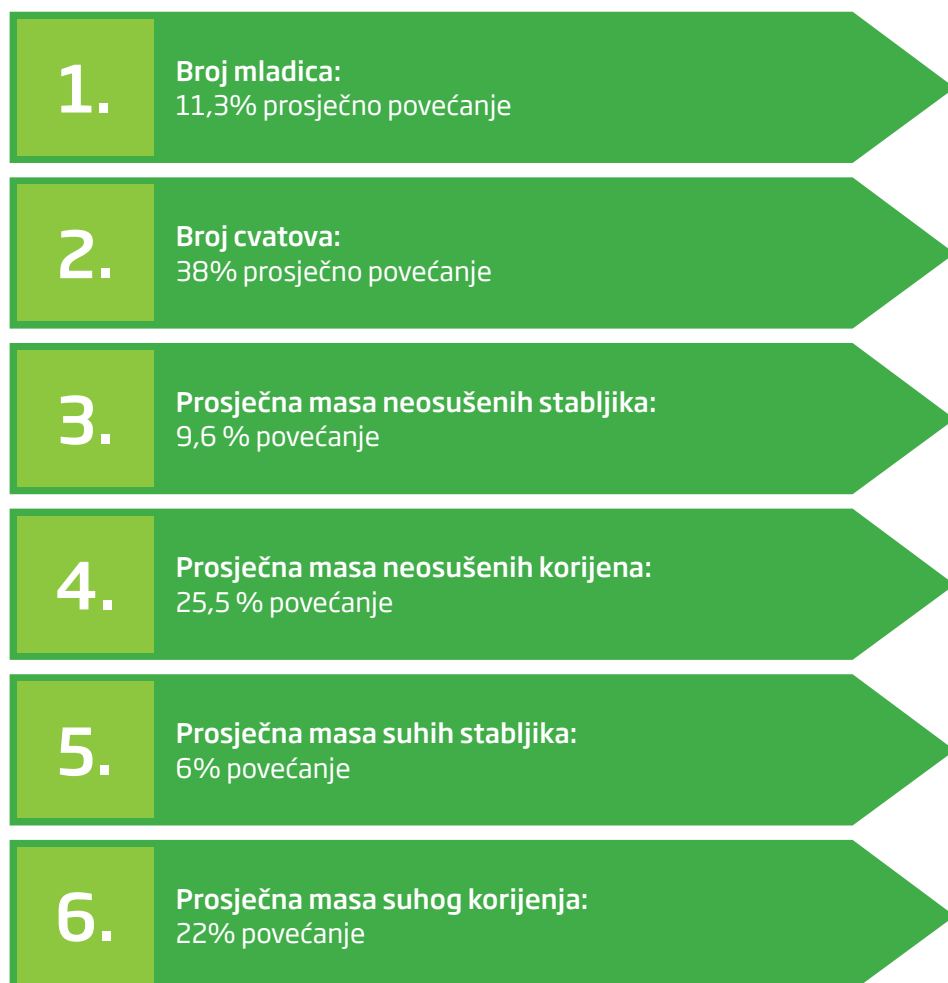 1.
Broj mladica:
11,3% prosječno povećanje
2.
Broj cvatova:
38% prosječno povećanje
3.
Prosječna masa neosušenih stabljika:
9,6 % povećanje
4.
Prosječna masa neosušenih korijena:
25,5 % povećanje
5.
Prosječna masa suhih stabljika:
6% povećanje
6.
Prosječna masa suhog korijenja:
22% povećanje